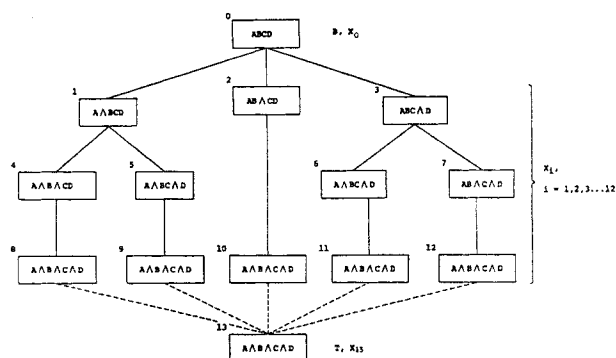 0
ABCD B, X₀
1 2 3
A∧BCD AB∧CD ABC∧D
4 5 6 7
A∧B∧CD A∧BC∧D A∧BC∧D AB∧C∧D
Xᵢ,
i = 1,2,3...12
8 9 10 11 12
A∧B∧C∧D A∧B∧C∧D A∧B∧C∧D A∧B∧C∧D A∧B∧C∧D
13
A∧B∧C∧D T, X₁₃